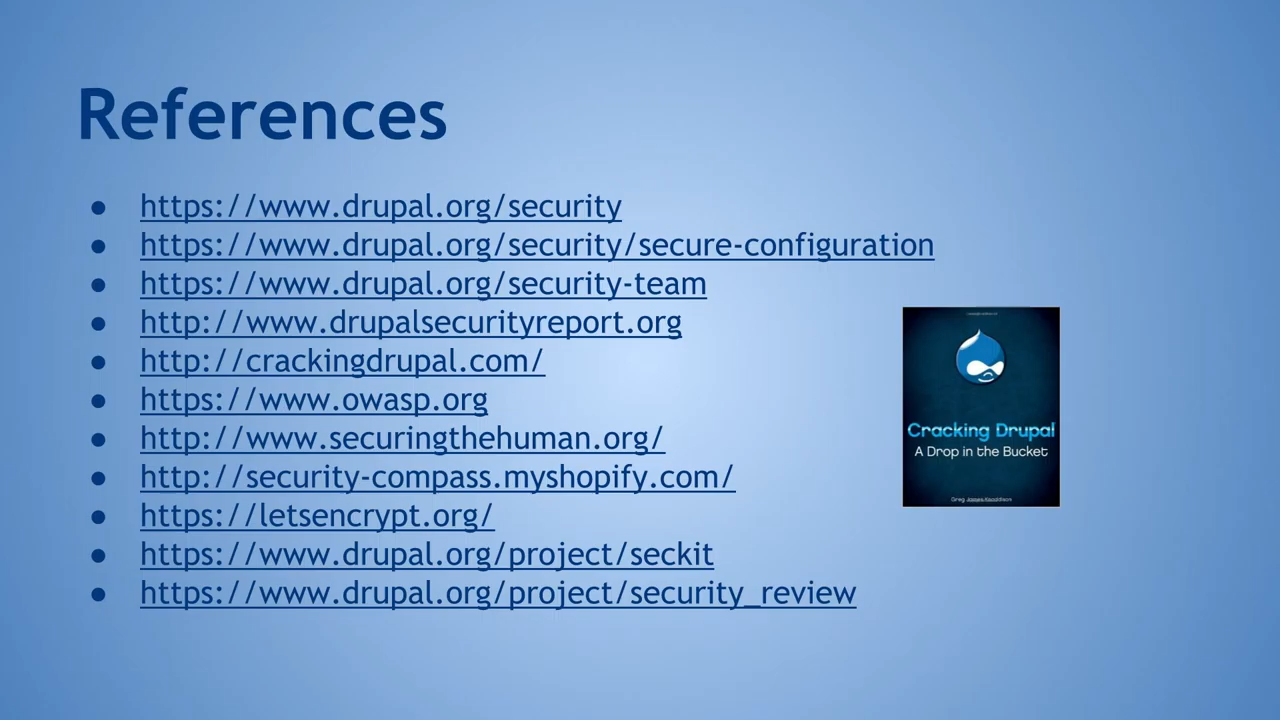 References
● https://www.drupal.org/security
● https://www.drupal.org/security/secure-configuration
● https://www.drupal.org/security-team
● http://www.drupalsecurityreport.org
● http://crackingdrupal.com/
● https://www.owasp.org
● http://www.securingthehuman.org/
● http://security-compass.myshopify.com/
● https://letsencrypt.org/
● https://www.drupal.org/project/seckit
● https://www.drupal.org/project/security_review
Cracking Drupal
A Drop in the Bucket
Greg James Knaddison